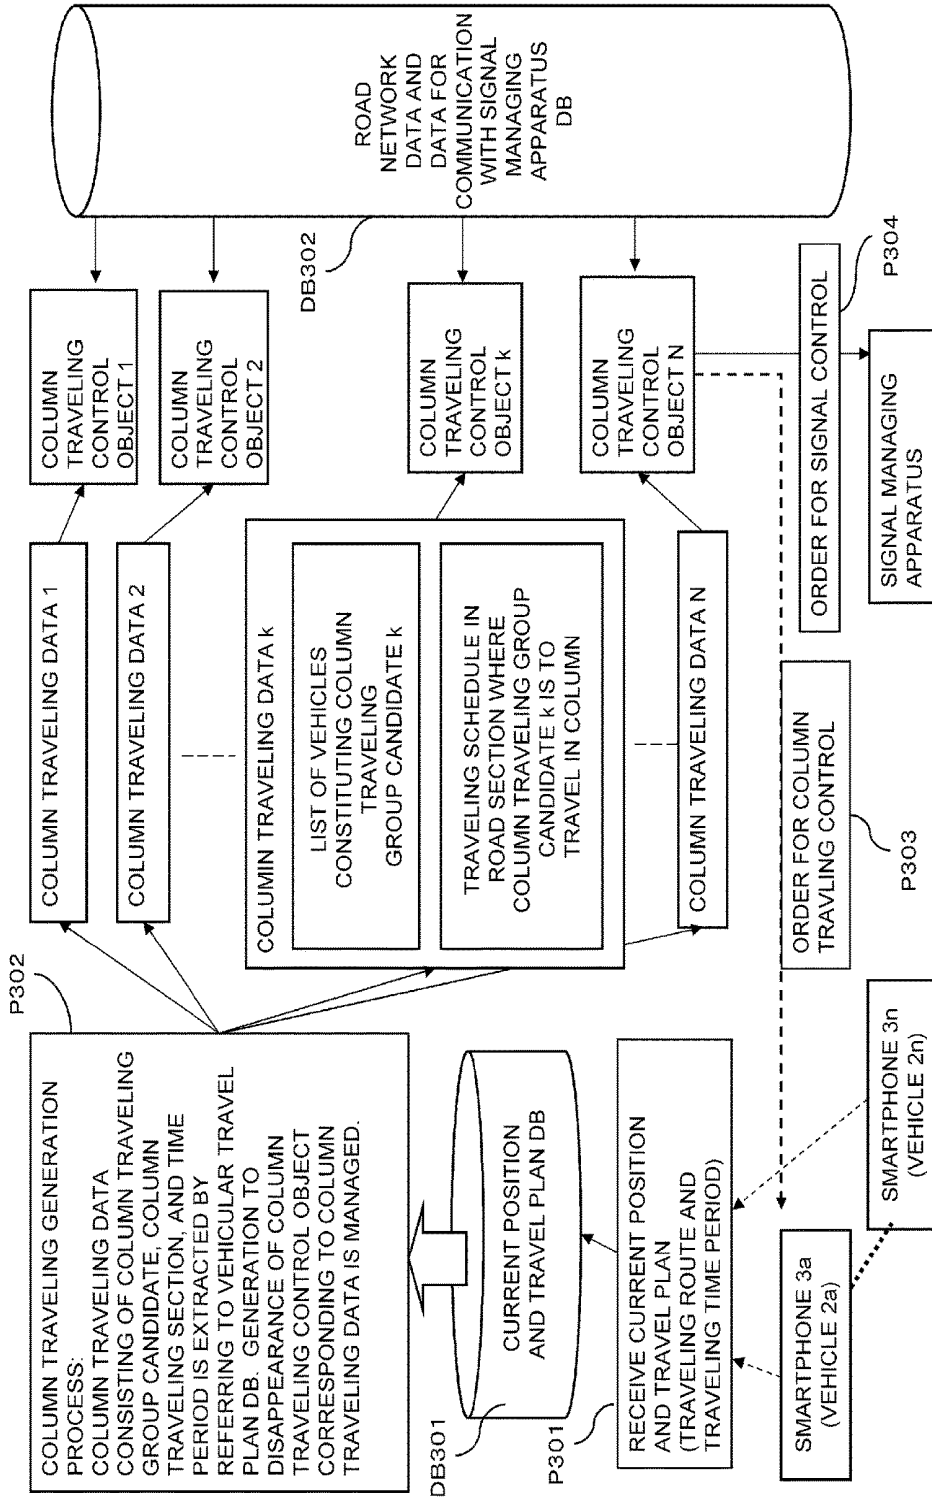 P302
COLUMN TRAVELING GENERATION
PROCESS:
COLUMN TRAVELING DATA
CONSISTING OF COLUMN TRAVELING
GROUP CANDIDATE, COLUMN
TRAVELING SECTION, AND TIME
PERIOD IS EXTRACTED BY
REFERRING TO VEHICULAR TRAVEL
PLAN DB. GENERATION TO
DISAPPEARANCE OF COLUMN
TRAVELING CONTROL OBJECT
CORRESPONDING TO COLUMN
TRAVELING DATA IS MANAGED.
DB301
CURRENT POSITION
AND TRAVEL PLAN DB
P301
RECEIVE CURRENT POSITION
AND TRAVEL PLAN
(TRAVELING ROUTE AND
TRAVELING TIME PERIOD)
SMARTPHONE 3a
(VEHICLE 2a)
SMARTPHONE 3n
(VEHICLE 2n)
COLUMN TRAVELING DATA 1
COLUMN TRAVELING DATA 2
COLUMN TRAVELING DATA k
LIST OF VEHICLES
CONSTITUTING COLUMN
TRAVELING
GROUP CANDIDATE k
TRAVELING SCHEDULE IN
ROAD SECTION WHERE
COLUMN TRAVELING GROUP
CANDIDATE k IS TO
TRAVEL IN COLUMN
COLUMN TRAVELING DATA N
ORDER FOR COLUMN
TRAVLING CONTROL
P303
COLUMN
TRAVELING
CONTROL
OBJECT 1
COLUMN
TRAVELING
CONTROL
OBJECT 2
COLUMN
TRAVELING
CONTROL
OBJECT k
COLUMN
TRAVELING
CONTROL
OBJECT N
ORDER FOR SIGNAL CONTROL
P304
SIGNAL MANAGING
APPARATUS
DB302
ROAD
NETWORK
DATA AND
DATA FOR
COMMUNICATION
WITH SIGNAL
MANAGING
APPARATUS
DB